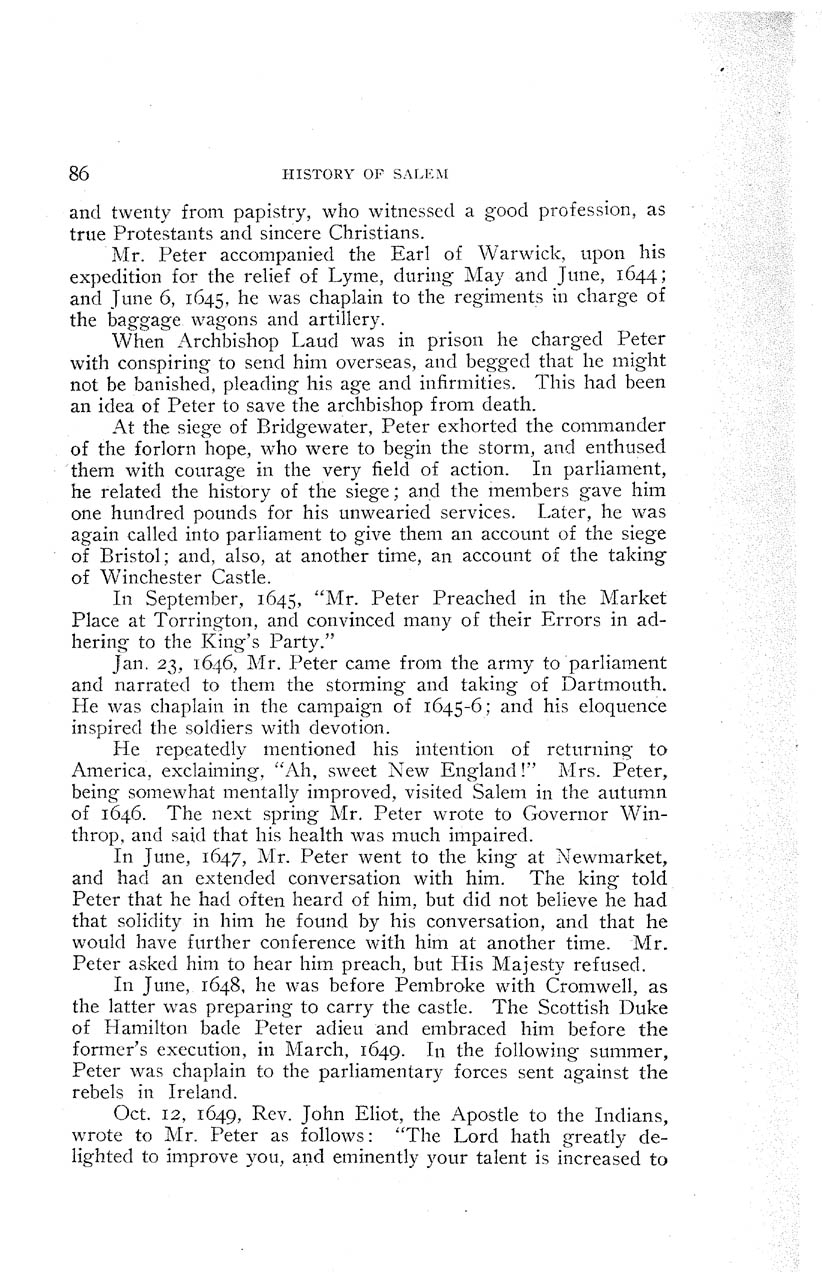 86 HISTORY OF SALEM
and twenty from papistry, who witnessed a good profession, as
true Protestants and sincere Christians.
Mr. Peter accompanied the Earl of Warwick, upon his
expedition for the relief of Lyme, during May and June, 1644;
and June 6, 1645, he was chaplain to the regiments in charge of
the baggage wagons and artillery.
When Archbishop Laud was in prison he charged Peter
with conspiring to send him overseas, and begged that he might
not be banished, pleading his age and infirmities. This had been
an idea of Peter to save the archbishop from death.
At the siege of Bridgewater, Peter exhorted the commander
of the forlorn hope, who were to begin the storm, and enthused
them with courage in the very field of action. In parliament,
he related the history of the siege; and the members gave him
one hundred pounds for his unwearied services. Later, he was
again called into parliament to give them an account of the siege
of Bristol; and, also, at another time, an account of the taking
of Winchester Castle.
In September, 1645, “Mr. Peter Preached in the Market
Place at Torrington, and convinced many of their Errors in ad-
hering to the King’s Party.”
Jan. 23, 1646, Mr. Peter came from the army to parliament
and narrated to them the storming and taking of Dartmouth.
He was chaplain in the campaign of 1645-6; and his eloquence
inspired the soldiers with devotion.
He repeatedly mentioned his intention of returning to
America, exclaiming, “Ah, sweet New England!” Mrs. Peter,
being somewhat mentally improved, visited Salem in the autumn
of 1646. The next spring Mr. Peter wrote to Governor Win-
throp, and said that his health was much impaired.
In June, 1647, Mr. Peter went to the king at Newmarket,
and had an extended conversation with him. The king told
Peter that he had often heard of him, but did not believe he had
that solidity in him he found by his conversation, and that he
would have further conference with him at another time. Mr.
Peter asked him to hear him preach, but His Majesty refused.
In June, 1648, he was before Pembroke with Cromwell, as
the latter was preparing to carry the castle. The Scottish Duke
of Hamilton bade Peter adieu and embraced him before the
former’s execution, in March, 1649. In the following summer,
Peter was chaplain to the parliamentary forces sent against the
rebels in Ireland.
Oct. 12, 1649, Rev. John Eliot, the Apostle to the Indians,
wrote to Mr. Peter as follows: “The Lord hath greatly de-
lighted to improve you, and eminently your talent is increased to